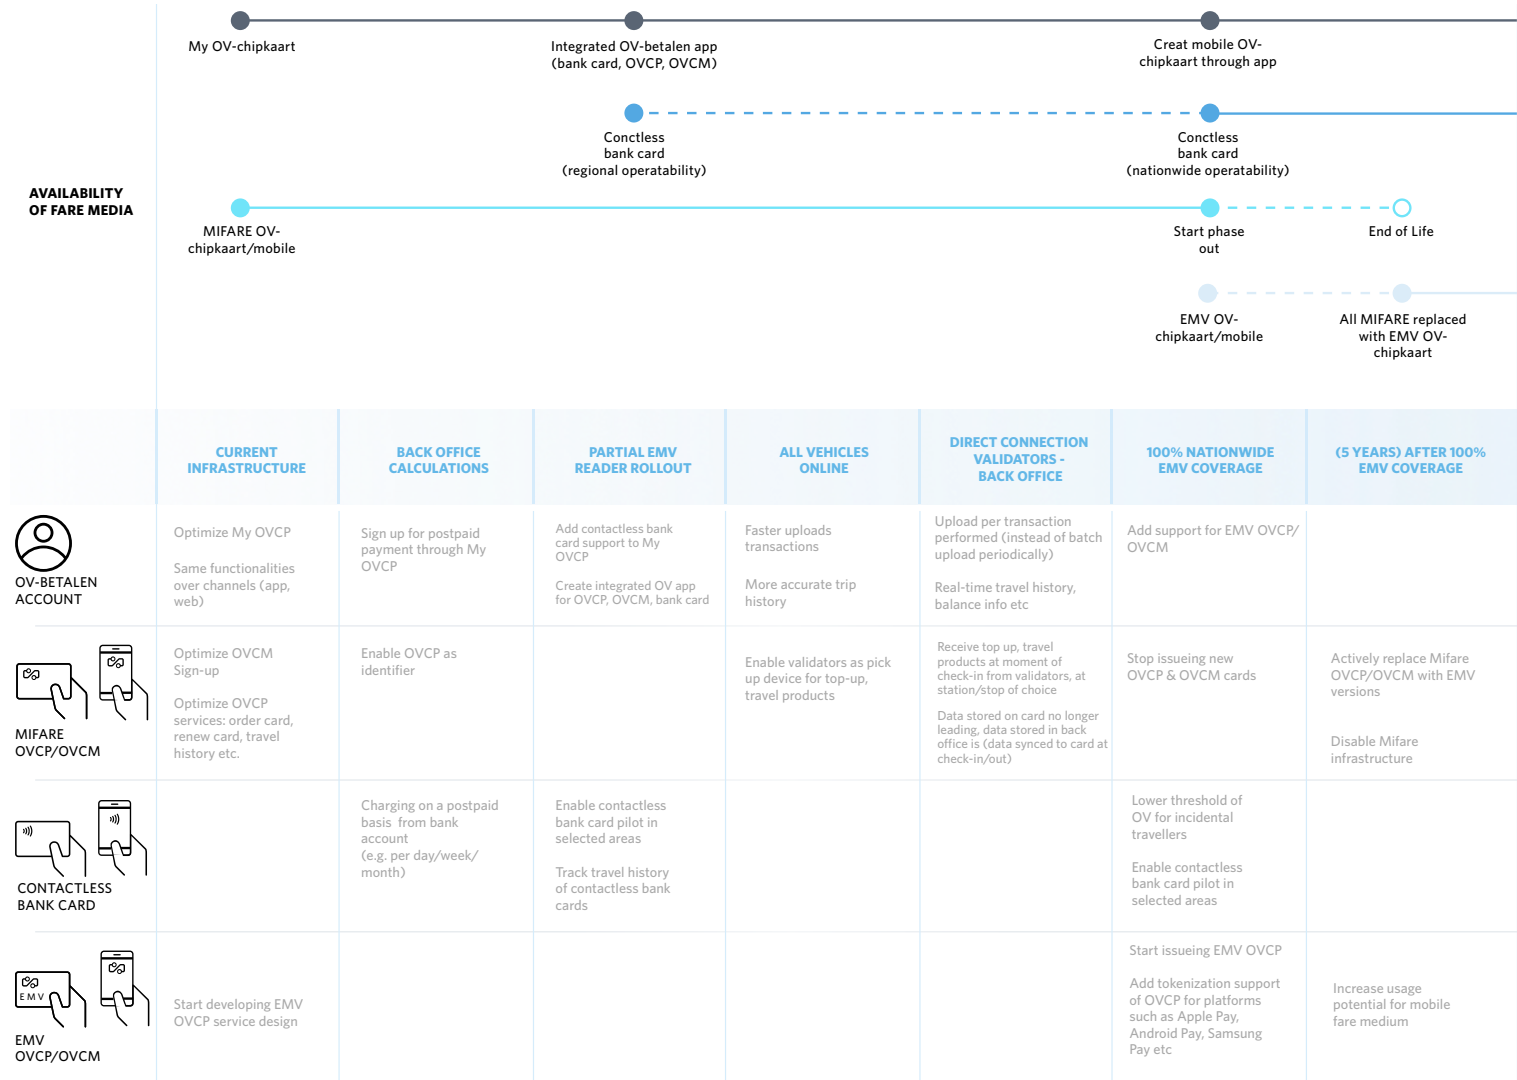 My OV-chipkaart
Integrated OV-betalen app
(bank card, OVCP, OVCM)
Creat mobile OV-
chipkaart through app
Conctless
bank card
(regional operatability)
Conctless
bank card
(nationwide operatability)
AVAILABILITY
OF FARE MEDIA
MIFARE OV-
chipkaart/mobile
Start phase
out
End of Life
EMV OV-
chipkaart/mobile
All MIFARE replaced
with EMV OV-
chipkaart
CURRENT
INFRASTRUCTURE
BACK OFFICE
CALCULATIONS
PARTIAL EMV
READER ROLLOUT
ALL VEHICLES
ONLINE
DIRECT CONNECTION
VALIDATORS -
BACK OFFICE
100% NATIONWIDE
EMV COVERAGE
(5 YEARS) AFTER 100%
EMV COVERAGE
OV-BETALEN
ACCOUNT
Optimize My OVCP
Same functionalities
over channels (app,
web)
Sign up for postpaid
payment through My
OVCP
Add contactless bank
card support to My
OVCP
Create integrated OV app
for OVCP, OVCM, bank card
Faster uploads
transactions
More accurate trip
history
Upload per transaction
performed (instead of batch
upload periodically)
Real-time travel history,
balance info etc
Add support for EMV OVCP/
OVCM
MIFARE
OVCP/OVCM
Optimize OVCM
Sign-up
Optimize OVCP
services: order card,
renew card, travel
history etc.
Enable OVCP as
identifier
Enable validators as pick
up device for top-up,
travel products
Receive top up, travel
products at moment of
check-in from validators, at
station/stop of choice
Data stored on card no longer
leading, data stored in back
office is (data synced to card at
check-in/out)
Stop issueing new
OVCP & OVCM cards
Actively replace Mifare
OVCP/OVCM with EMV
versions
Disable Mifare
infrastructure
CONTACTLESS
BANK CARD
Charging on a postpaid
basis from bank
account
(e.g. per day/week/
month)
Enable contactless
bank card pilot in
selected areas
Track travel history
of contactless bank
cards
Lower threshold of
OV for incidental
travellers
Enable contactless
bank card pilot in
selected areas
EMV
EMV
OVCP/OVCM
Start developing EMV
OVCP service design
Start issueing EMV OVCP
Add tokenization support
of OVCP for platforms
such as Apple Pay,
Android Pay, Samsung
Pay etc
Increase usage
potential for mobile
fare medium